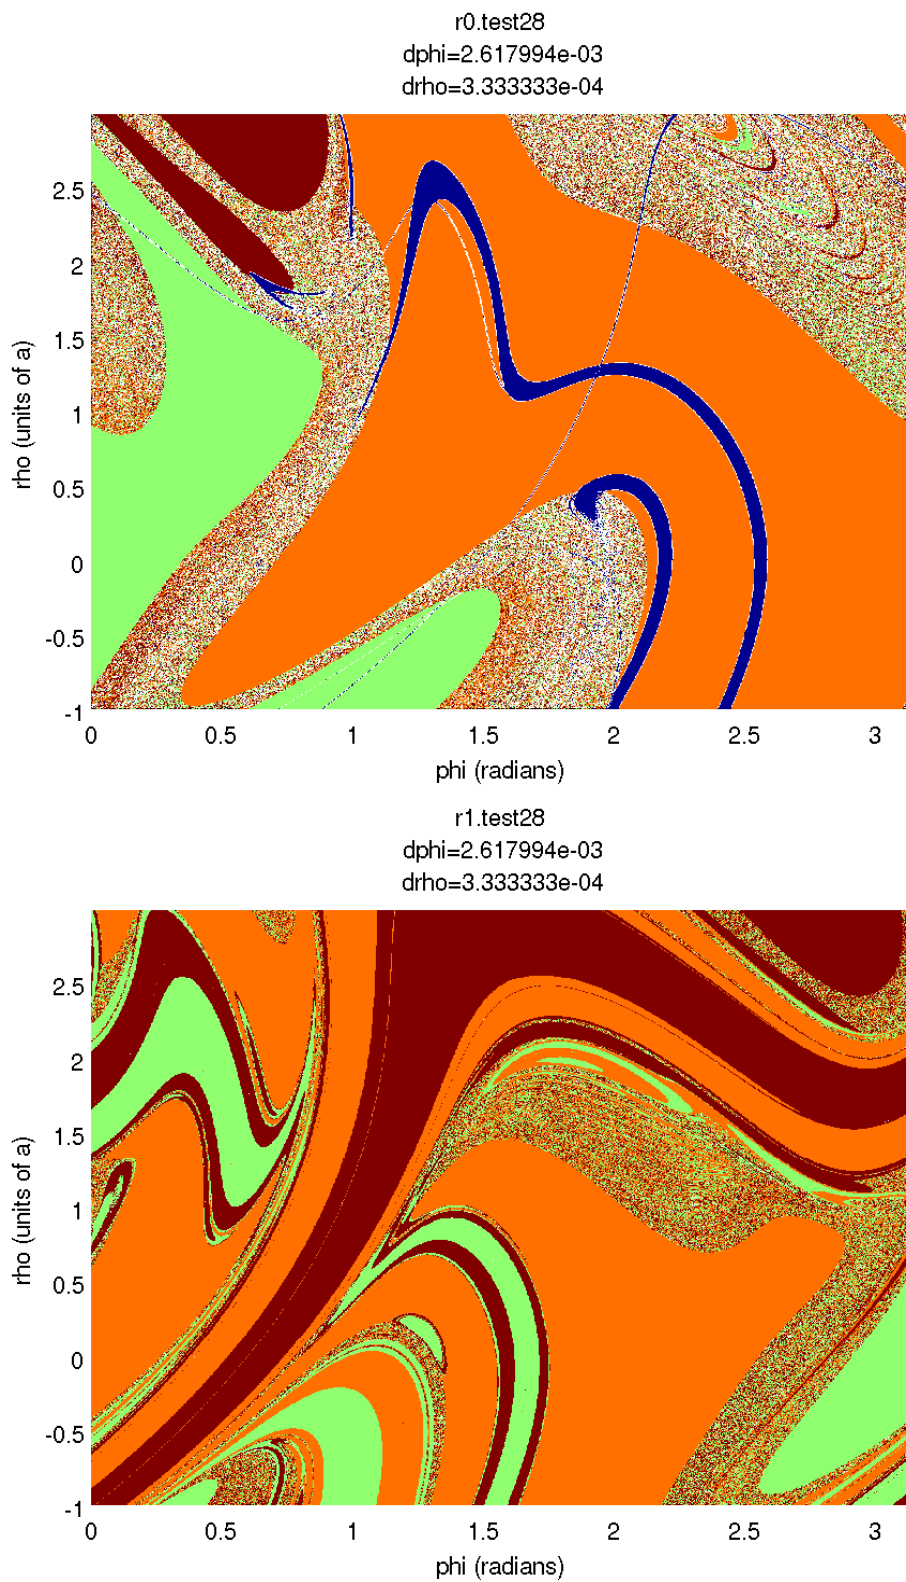 r0.test28
dphi=2.617994e-03
drho=3.333333e-04
2.5
2
1.5
1
0.5
0
-0.5
-1
rho (units of a)
0 0.5 1 1.5 2 2.5 3
phi (radians)
r1.test28
dphi=2.617994e-03
drho=3.333333e-04
2.5
2
1.5
1
0.5
0
-0.5
-1
rho (units of a)
0 0.5 1 1.5 2 2.5 3
phi (radians)